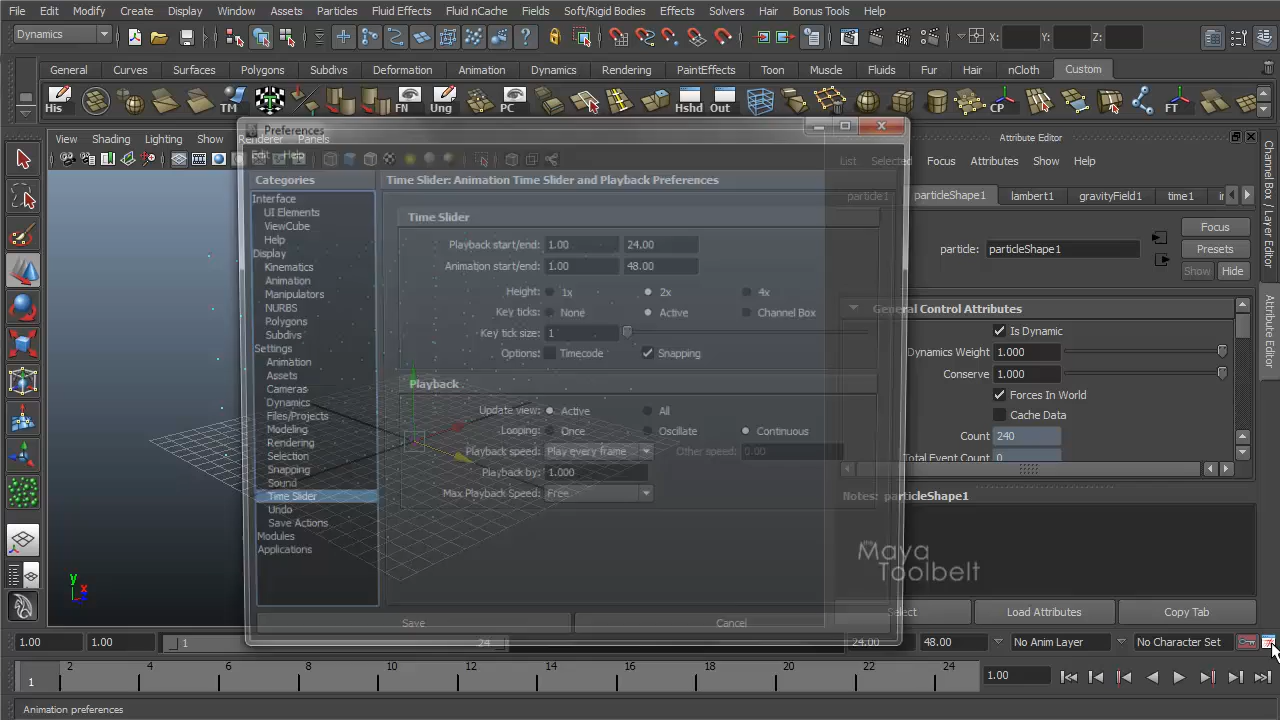 File Edit Modify Create Display Window Assets Particles Fluid Effects Fluid nCache Fields Soft/Rigid Bodies Effects Solvers Hair Bonus Tools Help
Dynamics X: Y: Z:
General Curves Surfaces Polygons Subdivs Deformation Animation Dynamics Rendering PaintEffects Toon Muscle Fluids Fur Hair nCloth Custom
His TM FN Ung PC Hshd Out CP FT
Preferences
View Shading Lighting Show Renderer Panels
Attribute Editor
Edit Help
List Selected Focus Attributes Show Help
Categories
Time Slider: Animation Time Slider and Playback Preferences
particle1 particleShape1 lambert1 gravityField1 time1
Interface
UI Elements
ViewCube
Help
Display
Kinematics
Animation
Manipulators
NURBS
Polygons
Subdivs
Settings
Animation
Assets
Cameras
Dynamics
Files/Projects
Modeling
Rendering
Selection
Snapping
Sound
Time Slider
Undo
Save Actions
Modules
Applications
Time Slider
Playback start/end: 1.00 24.00
Animation start/end: 1.00 48.00
Height: 1x 2x 4x
Key ticks: None Active Channel Box
Key tick size: 1
Options: Timecode Snapping
Playback
Update view: Active All
Looping: Once Oscillate Continuous
Playback speed: Play every frame Other speed: 0.00
Playback by: 1.000
Max Playback Speed: Free
Save Cancel
particle: particleShape1
Focus
Presets
Show Hide
General Control Attributes
Is Dynamic
Dynamics Weight 1.000
Conserve 1.000
Forces In World
Cache Data
Count 240
Total Event Count 0
Notes: particleShape1
my
Maya
Toolbelt
Select Load Attributes Copy Tab
Channel Box / Layer Editor
Attribute Editor
y
x
z
1.00 1.00 1 24 24.00 48.00 No Anim Layer No Character Set
1 2 4 6 8 10 12 14 16 18 20 22 24 1.00
Animation preferences